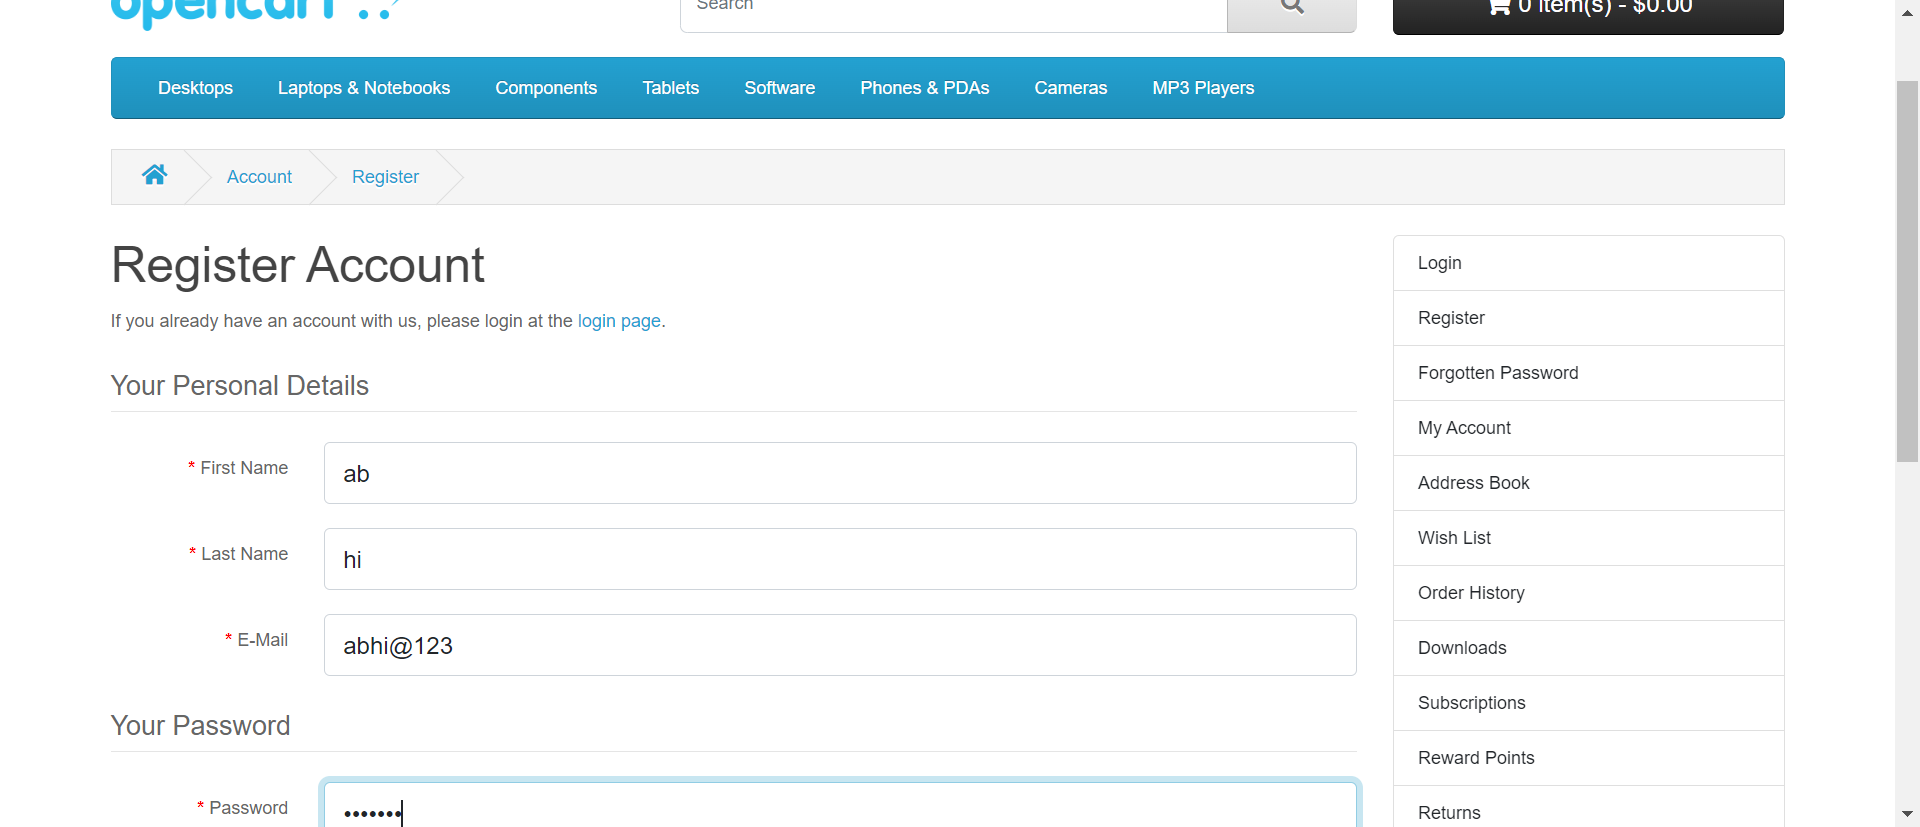 opencart
Search
0 item(s) - $0.00
Desktops Laptops & Notebooks Components Tablets Software Phones & PDAs Cameras MP3 Players
Account Register
Register Account
If you already have an account with us, please login at the login page.
Your Personal Details
* First Name
ab
* Last Name
hi
* E-Mail
abhi@123
Your Password
* Password
•••••••
Login
Register
Forgotten Password
My Account
Address Book
Wish List
Order History
Downloads
Subscriptions
Reward Points
Returns